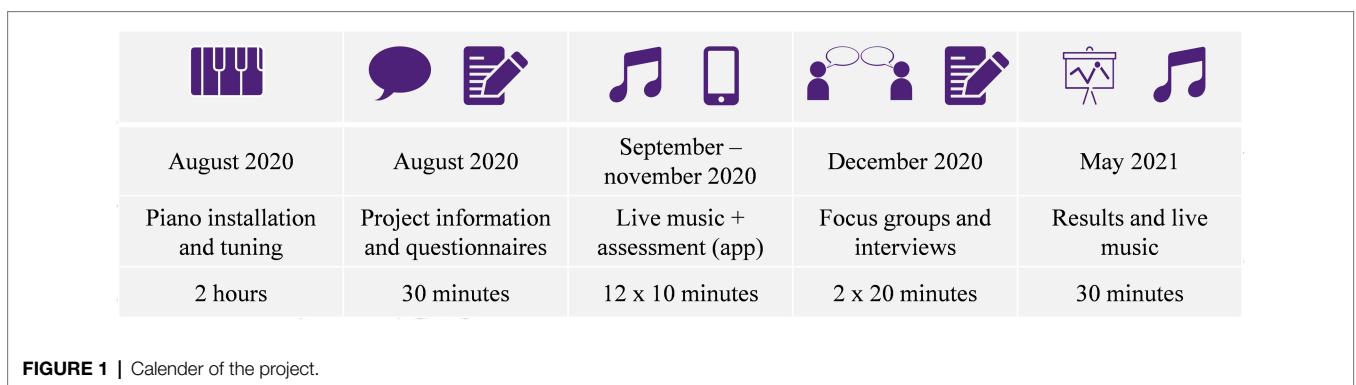 August 2020
August 2020
September –
november 2020
December 2020
May 2021
Piano installation
and tuning
Project information
and questionnaires
Live music +
assessment (app)
Focus groups and
interviews
Results and live
music
2 hours
30 minutes
12 x 10 minutes
2 x 20 minutes
30 minutes
FIGURE 1 | Calender of the project.